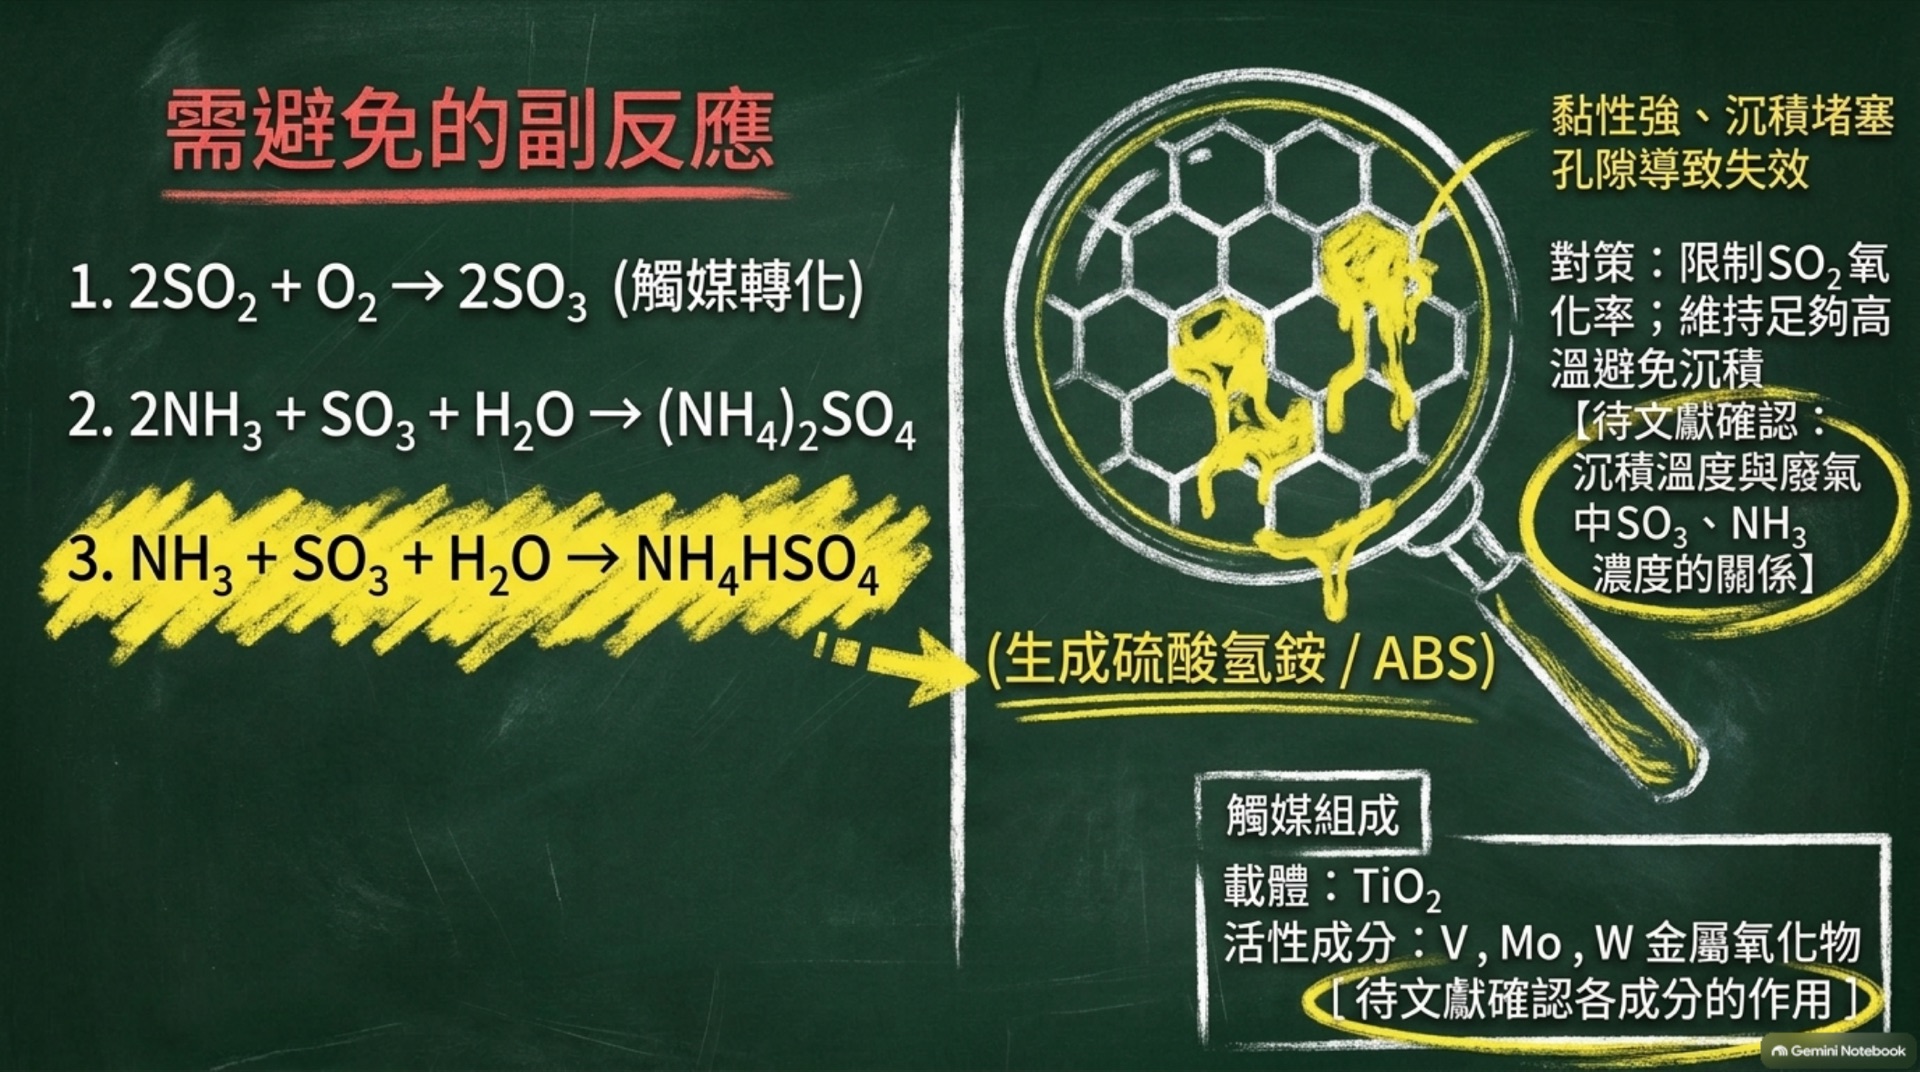 需避免的副反應
1. 2SO₂ + O₂ → 2SO₃ (觸媒轉化)
2. 2NH₃ + SO₃ + H₂O → (NH₄)₂SO₄
3. NH₃ + SO₃ + H₂O → NH₄HSO₄
(生成硫酸氢銨 / ABS)
黏性強、沉積堵塞
孔隙導致失效
對策：限制SO₂氧
化率；維持足夠高
溫避免沉積
【待文獻確認：
沉積溫度與廢氣
中SO₃、NH₃
濃度的關係】
觸媒組成
載體：TiO₂
活性成分：V , Mo , W 金屬氧化物
[ 待文獻確認各成分的作用 ]
Gemini Notebook